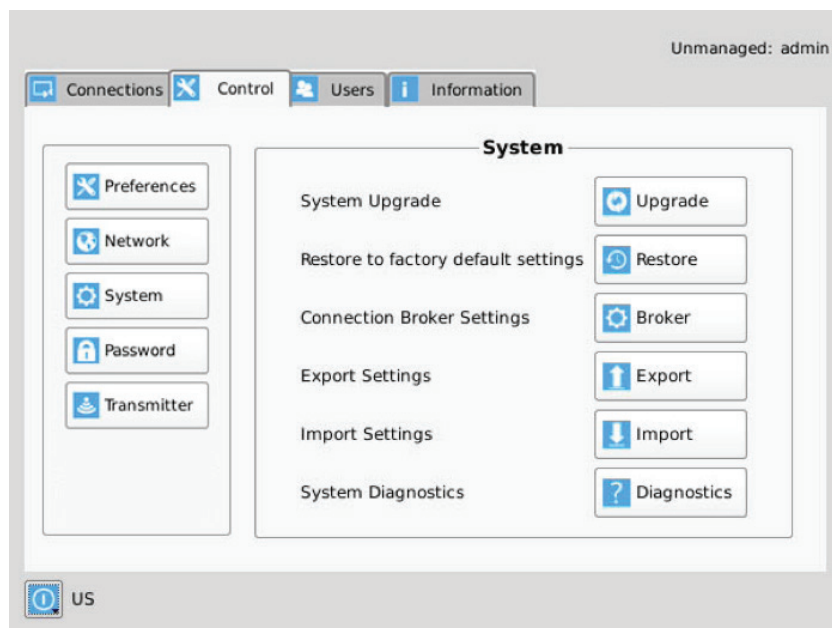 Unmanaged: admin
Connections Control Users Information
System
Preferences
Network
System
Password
Transmitter
System Upgrade Upgrade
Restore to factory default settings Restore
Connection Broker Settings Broker
Export Settings Export
Import Settings Import
System Diagnostics Diagnostics
US